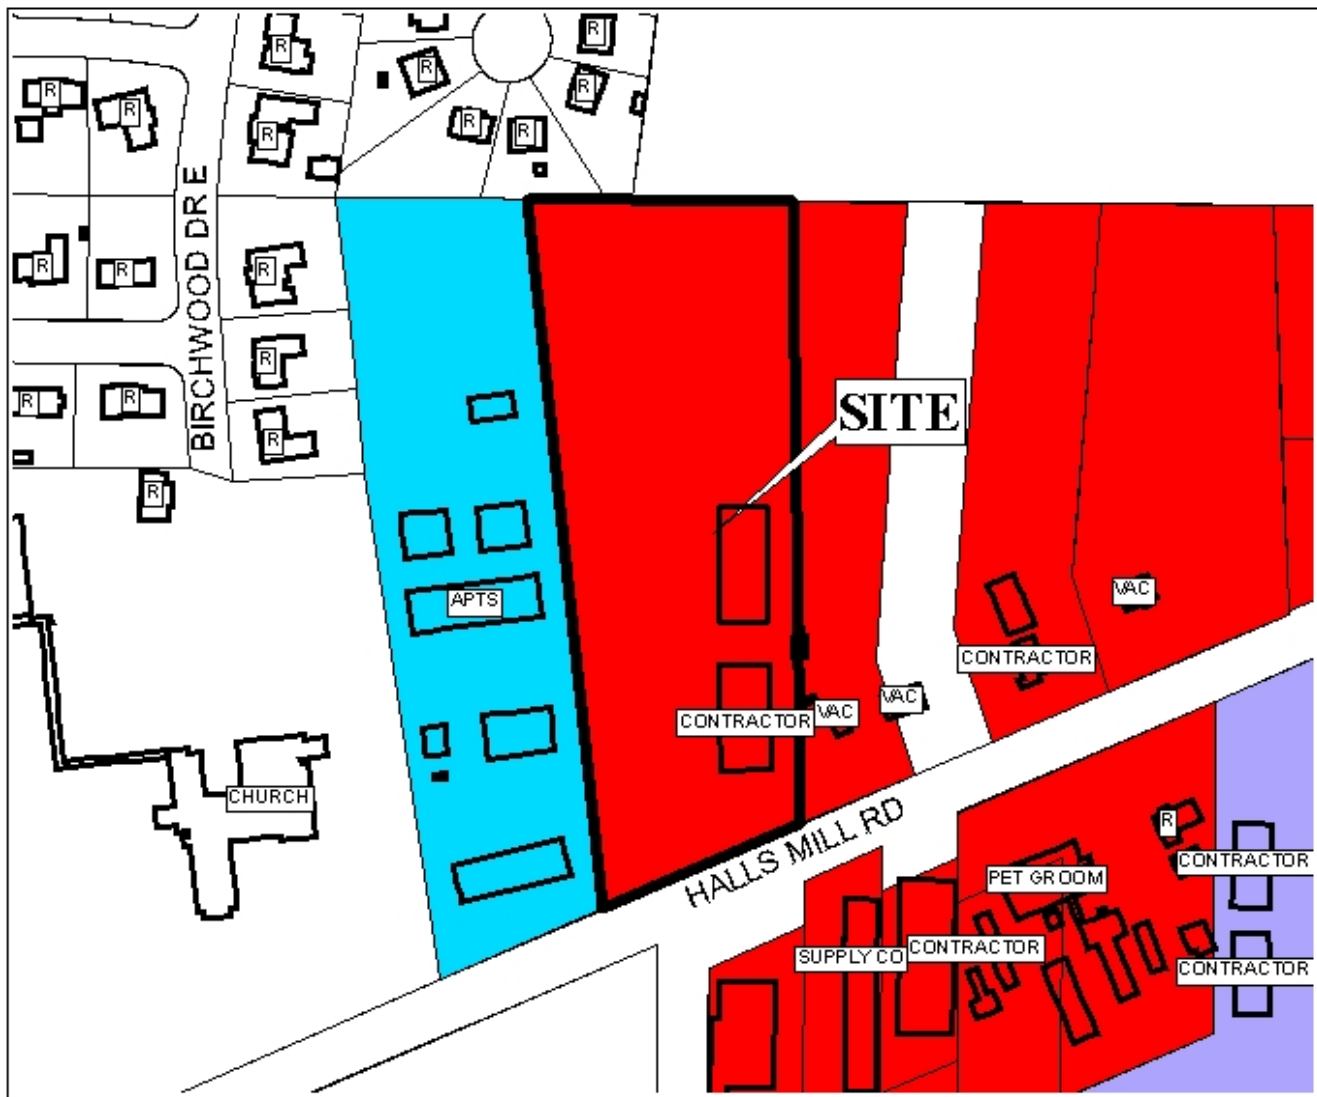 R
R
R
R
R
R
R
R
R
BIRCHWOOD DR E
R
R
R
R
R
R
R
R
SITE
APTS
VAC
CONTRACTOR
CONTRACTOR
VAC
VAC
CHURCH
HALLS MILL RD
R
PET GROOM
CONTRACTOR
SUPPLY CO
CONTRACTOR
CONTRACTOR